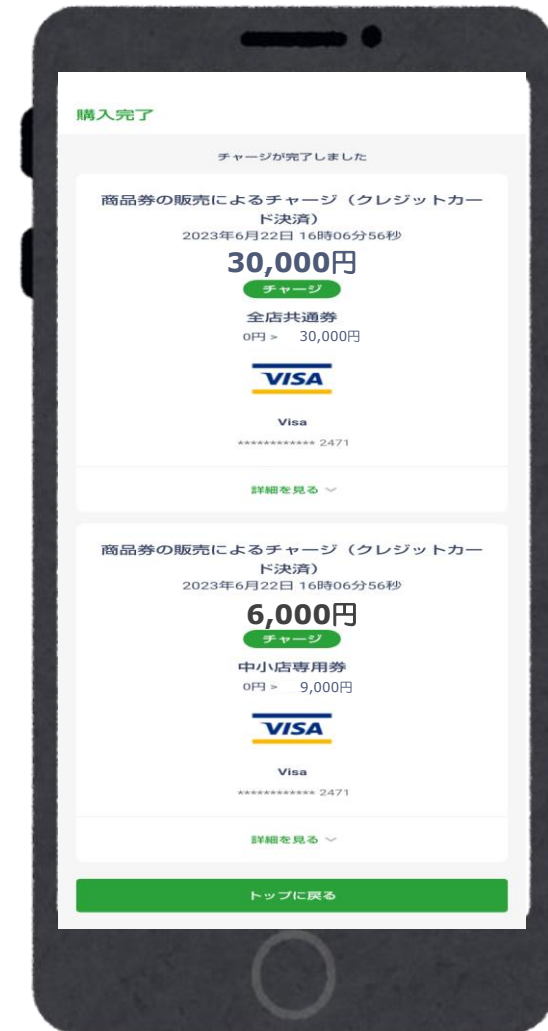 購入完了
チャージが完了しました
商品券の販売によるチャージ（クレジットカー
ド決済）
2023年6月22日 16時06分56秒
30,000円
チャージ
全店共通券
0円 > 30,000円
VISA
Visa
************ 2471
詳細を見る
商品券の販売によるチャージ（クレジットカー
ド決済）
2023年6月22日 16時06分56秒
6,000円
チャージ
中小店専用券
0円 > 9,000円
VISA
Visa
************ 2471
詳細を見る
トップに戻る